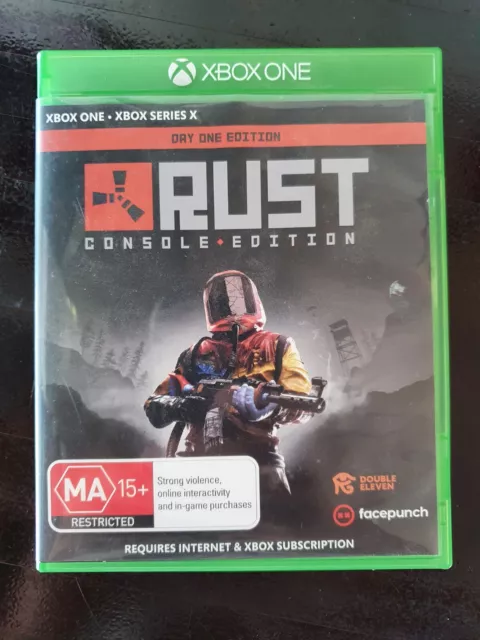 XBOX ONE
XBOX ONE • XBOX SERIES X
DAY ONE EDITION
RUST
CONSOLE • EDITION
MA 15+
RESTRICTED
Strong violence,
online interactivity
and in-game purchases
DOUBLE
ELEVEN
facepunch
REQUIRES INTERNET & XBOX SUBSCRIPTION